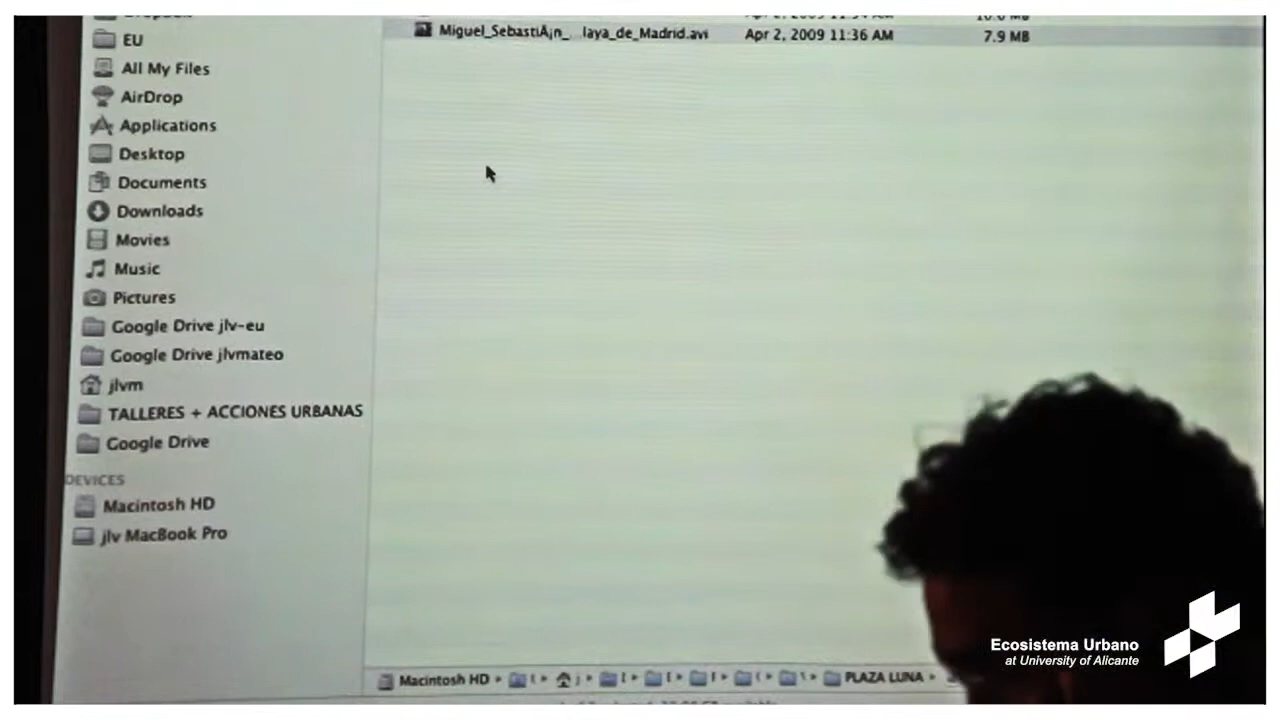 Dropbox
EU
All My Files
AirDrop
Applications
Desktop
Documents
Downloads
Movies
Music
Pictures
Google Drive jlv-eu
Google Drive jlvmateo
jlvm
TALLERES + ACCIONES URBANAS
Google Drive
DEVICES
Macintosh HD
jlv MacBook Pro
Miguel_SebastiÃ¡n_... laya_de_Madrid.avi Apr 2, 2009 11:36 AM 7.9 MB
Macintosh HD PLAZA LUNA
Ecosistema Urbano
at University of Alicante